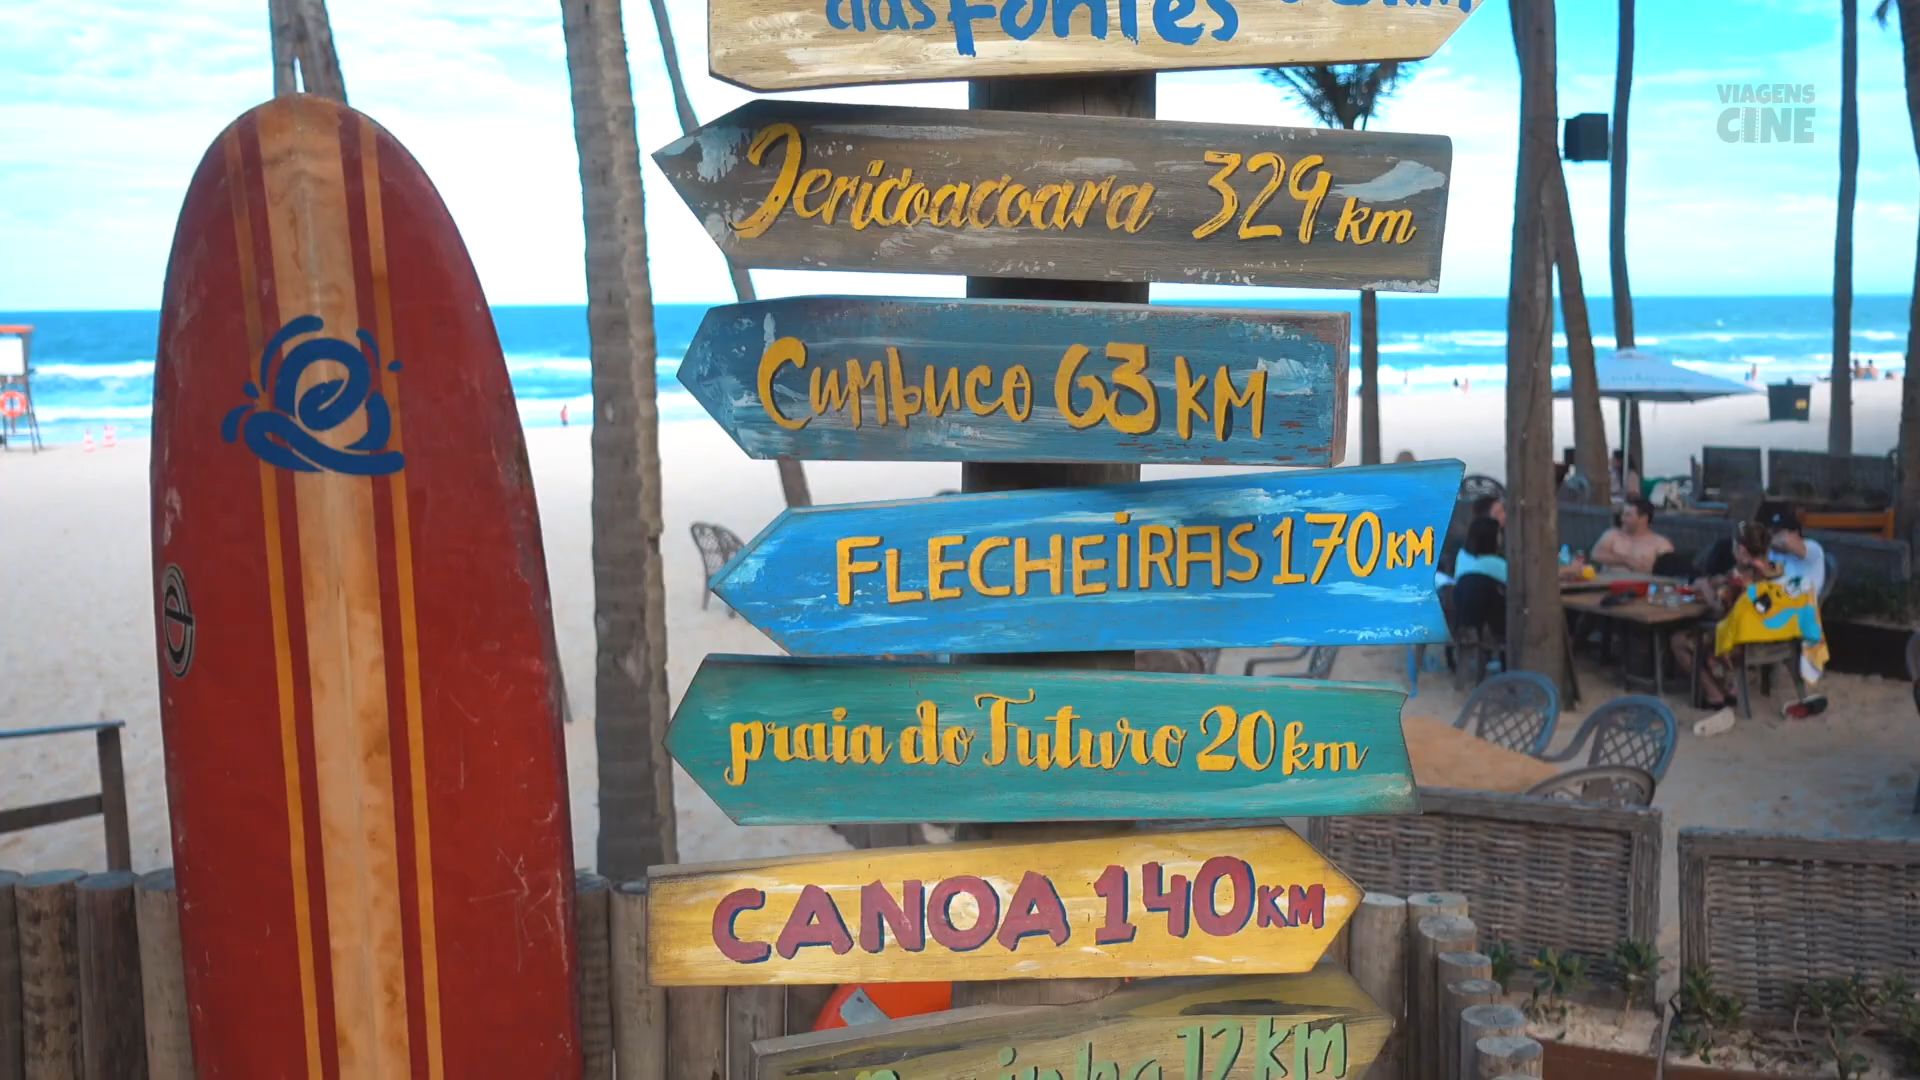 das Fontes
VIAGENS
CINE
Jericoacoara 329 km
Cumbuco 63 KM
FLECHEIRAS 170 KM
praia do Futuro 20 km
CANOA 140 KM
12 km